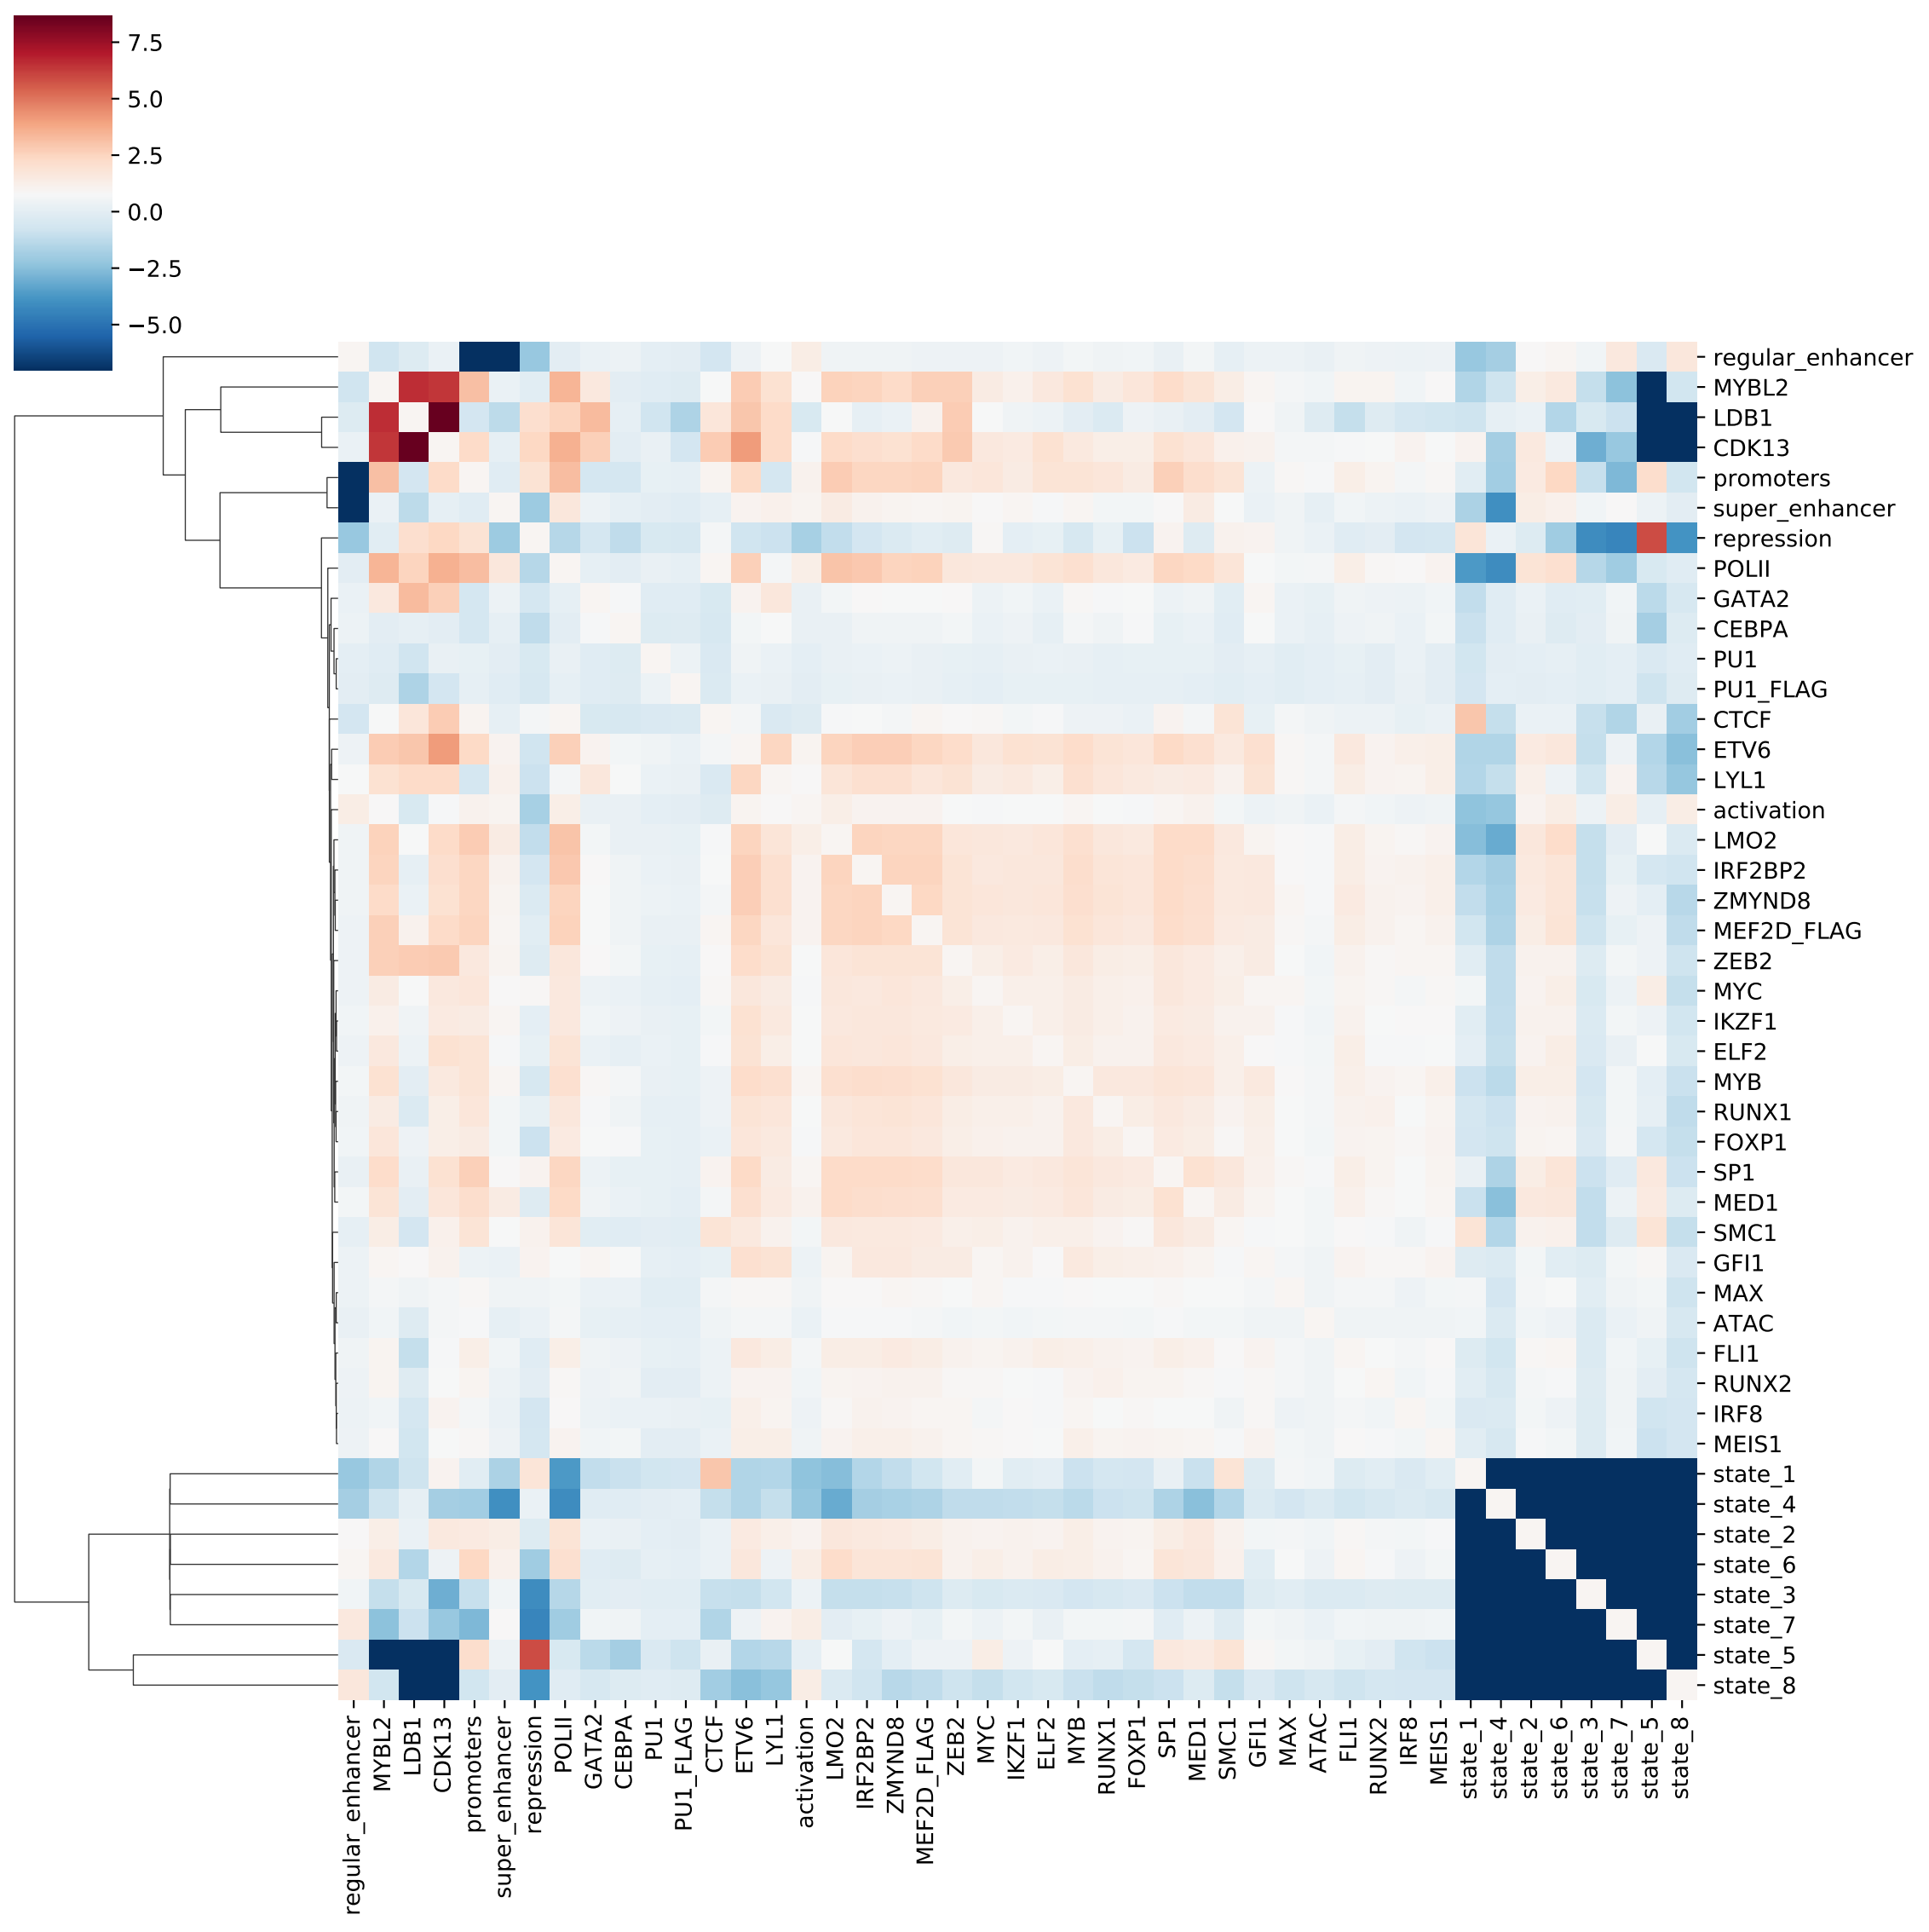 7.5
5.0
2.5
0.0
−2.5
−5.0
regular_enhancer
MYBL2
LDB1
CDK13
promoters
super_enhancer
repression
POLII
GATA2
CEBPA
PU1
PU1_FLAG
CTCF
ETV6
LYL1
activation
LMO2
IRF2BP2
ZMYND8
MEF2D_FLAG
ZEB2
MYC
IKZF1
ELF2
MYB
RUNX1
FOXP1
SP1
MED1
SMC1
GFI1
MAX
ATAC
FLI1
RUNX2
IRF8
MEIS1
state_1
state_4
state_2
state_6
state_3
state_7
state_5
state_8
regular_enhancer
MYBL2
LDB1
CDK13
promoters
super_enhancer
repression
POLII
GATA2
CEBPA
PU1
PU1_FLAG
CTCF
ETV6
LYL1
activation
LMO2
IRF2BP2
ZMYND8
MEF2D_FLAG
ZEB2
MYC
IKZF1
ELF2
MYB
RUNX1
FOXP1
SP1
MED1
SMC1
GFI1
MAX
ATAC
FLI1
RUNX2
IRF8
MEIS1
state_1
state_4
state_2
state_6
state_3
state_7
state_5
state_8